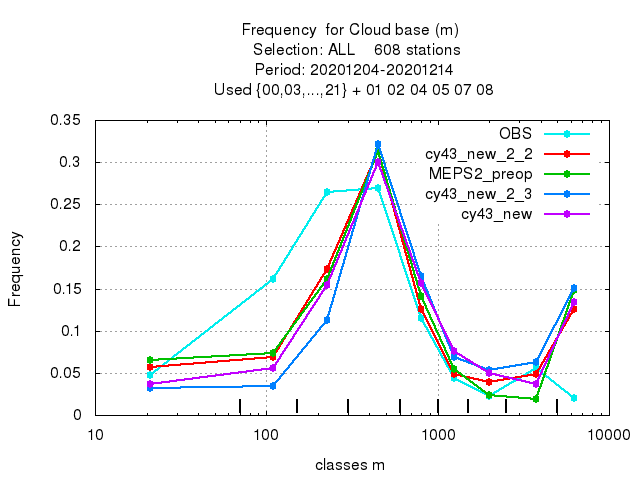 Frequency  for Cloud base (m)
Selection: ALL    608 stations
Period: 20201204-20201214
Used {00,03,...,21} + 01 02 04 05 07 08
0.35
0.3
0.25
0.2
0.15
0.1
0.05
0
Frequency
OBS
cy43_new_2_2
MEPS2_preop
cy43_new_2_3
cy43_new
10
100
1000
10000
classes m